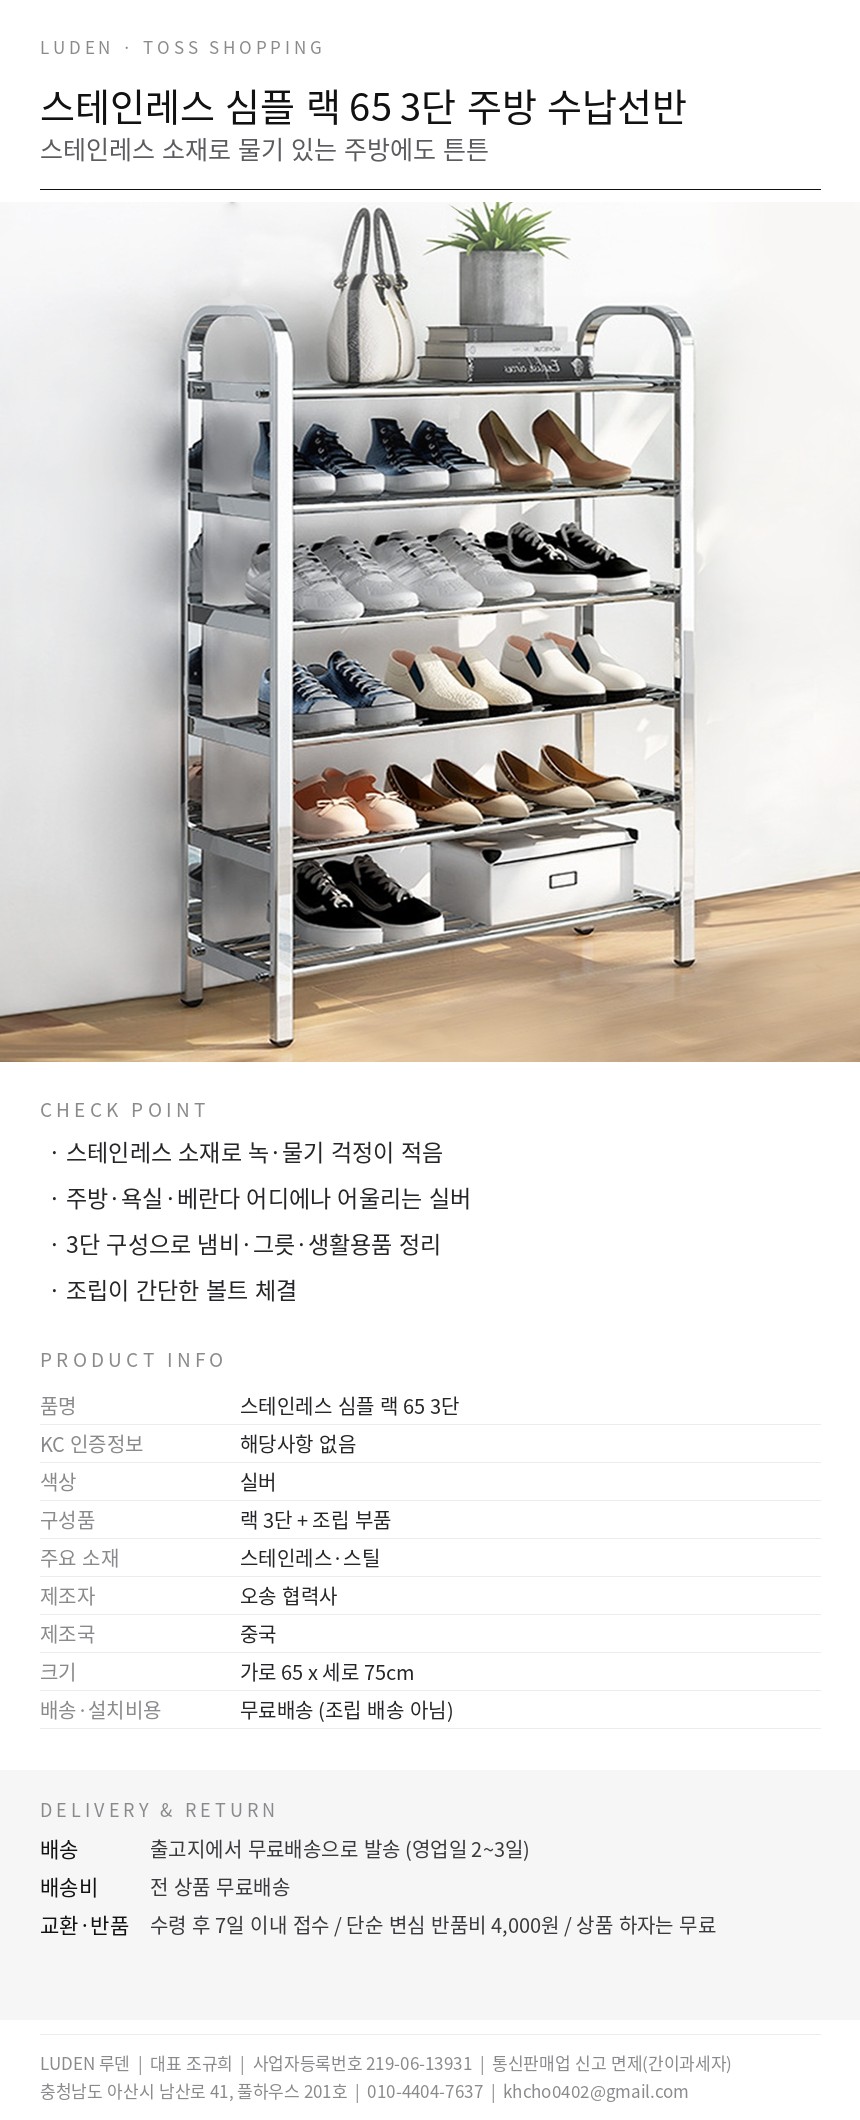 LUDEN · TOSS SHOPPING
스테인레스 심플 랙 65 3단 주방 수납선반
스테인레스 소재로 물기 있는 주방에도 튼튼
CHECK POINT
· 스테인레스 소재로 녹·물기 걱정이 적음
· 주방·욕실·베란다 어디에나 어울리는 실버
· 3단 구성으로 냄비·그릇·생활용품 정리
· 조립이 간단한 볼트 체결
PRODUCT INFO
품명 스테인레스 심플 랙 65 3단
KC 인증정보 해당사항 없음
색상 실버
구성품 랙 3단 + 조립 부품
주요 소재 스테인레스·스틸
제조자 오송 협력사
제조국 중국
크기 가로 65 x 세로 75cm
배송·설치비용 무료배송 (조립 배송 아님)
DELIVERY & RETURN
배송 출고지에서 무료배송으로 발송 (영업일 2~3일)
배송비 전 상품 무료배송
교환·반품 수령 후 7일 이내 접수 / 단순 변심 반품비 4,000원 / 상품 하자는 무료
LUDEN 루덴 | 대표 조규희 | 사업자등록번호 219-06-13931 | 통신판매업 신고 면제(간이과세자)
충청남도 아산시 남산로 41, 풀하우스 201호 | 010-4404-7637 | khcho0402@gmail.com